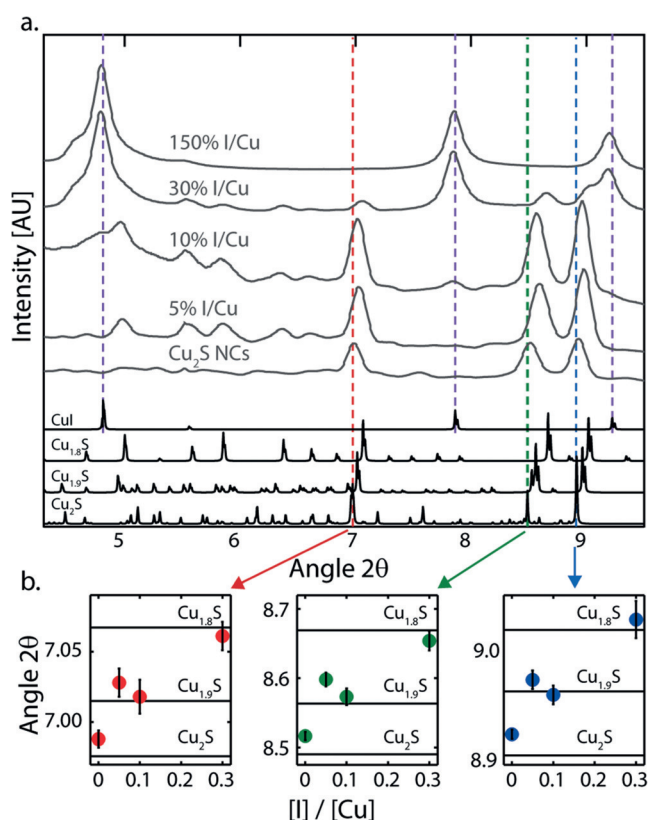 a.
150% I/Cu
30% I/Cu
10% I/Cu
5% I/Cu
Cu₂S NCs
CuI
Cu₁.₈S
Cu₁.₉S
Cu₂S
Intensity [AU]
5 6 7 8 9
Angle 2θ
b.
Cu₁.₈S
Cu₁.₉S
Cu₂S
7.05
7.00
0 0.1 0.2 0.3
Angle 2θ
Cu₁.₈S
Cu₁.₉S
Cu₂S
8.7
8.6
8.5
0 0.1 0.2 0.3
Cu₁.₈S
Cu₁.₉S
Cu₂S
9.0
8.9
0 0.1 0.2 0.3
[I] / [Cu]